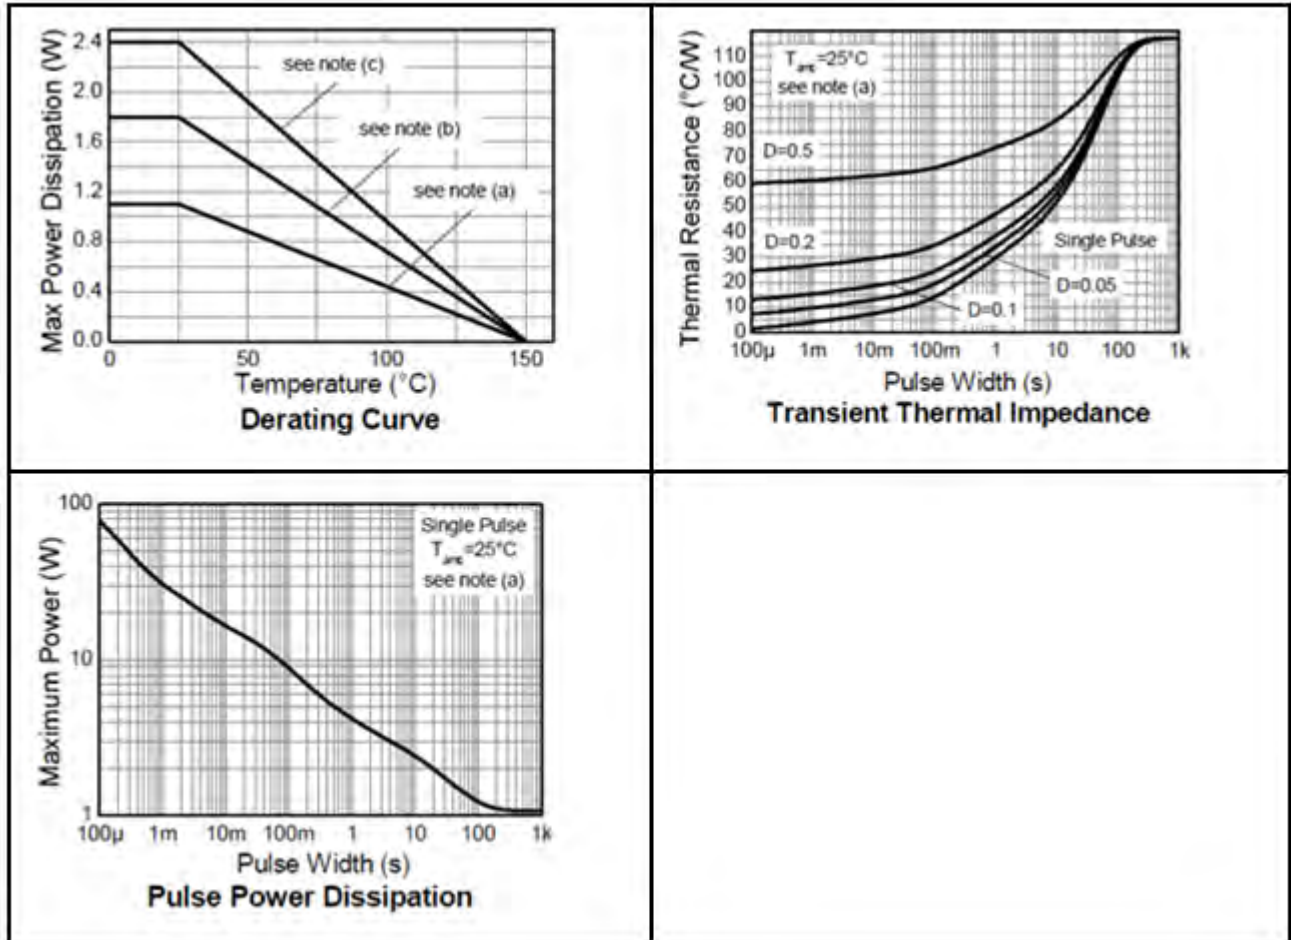 Max Power Dissipation (W)
2.4
2.0
1.6
1.2
0.8
0.4
0.0
see note (c)
see note (b)
see note (a)
0 50 100 150
Temperature (°C)
Derating Curve
Thermal Resistance (°C/W)
110
100
90
80
70
60
50
40
30
20
10
0
Tamb=25°C
see note (a)
D=0.5
D=0.2
Single Pulse
D=0.05
D=0.1
100µ 1m 10m 100m 1 10 100 1k
Pulse Width (s)
Transient Thermal Impedance
Maximum Power (W)
100
10
1
Single Pulse
Tamb=25°C
see note (a)
100µ 1m 10m 100m 1 10 100 1k
Pulse Width (s)
Pulse Power Dissipation